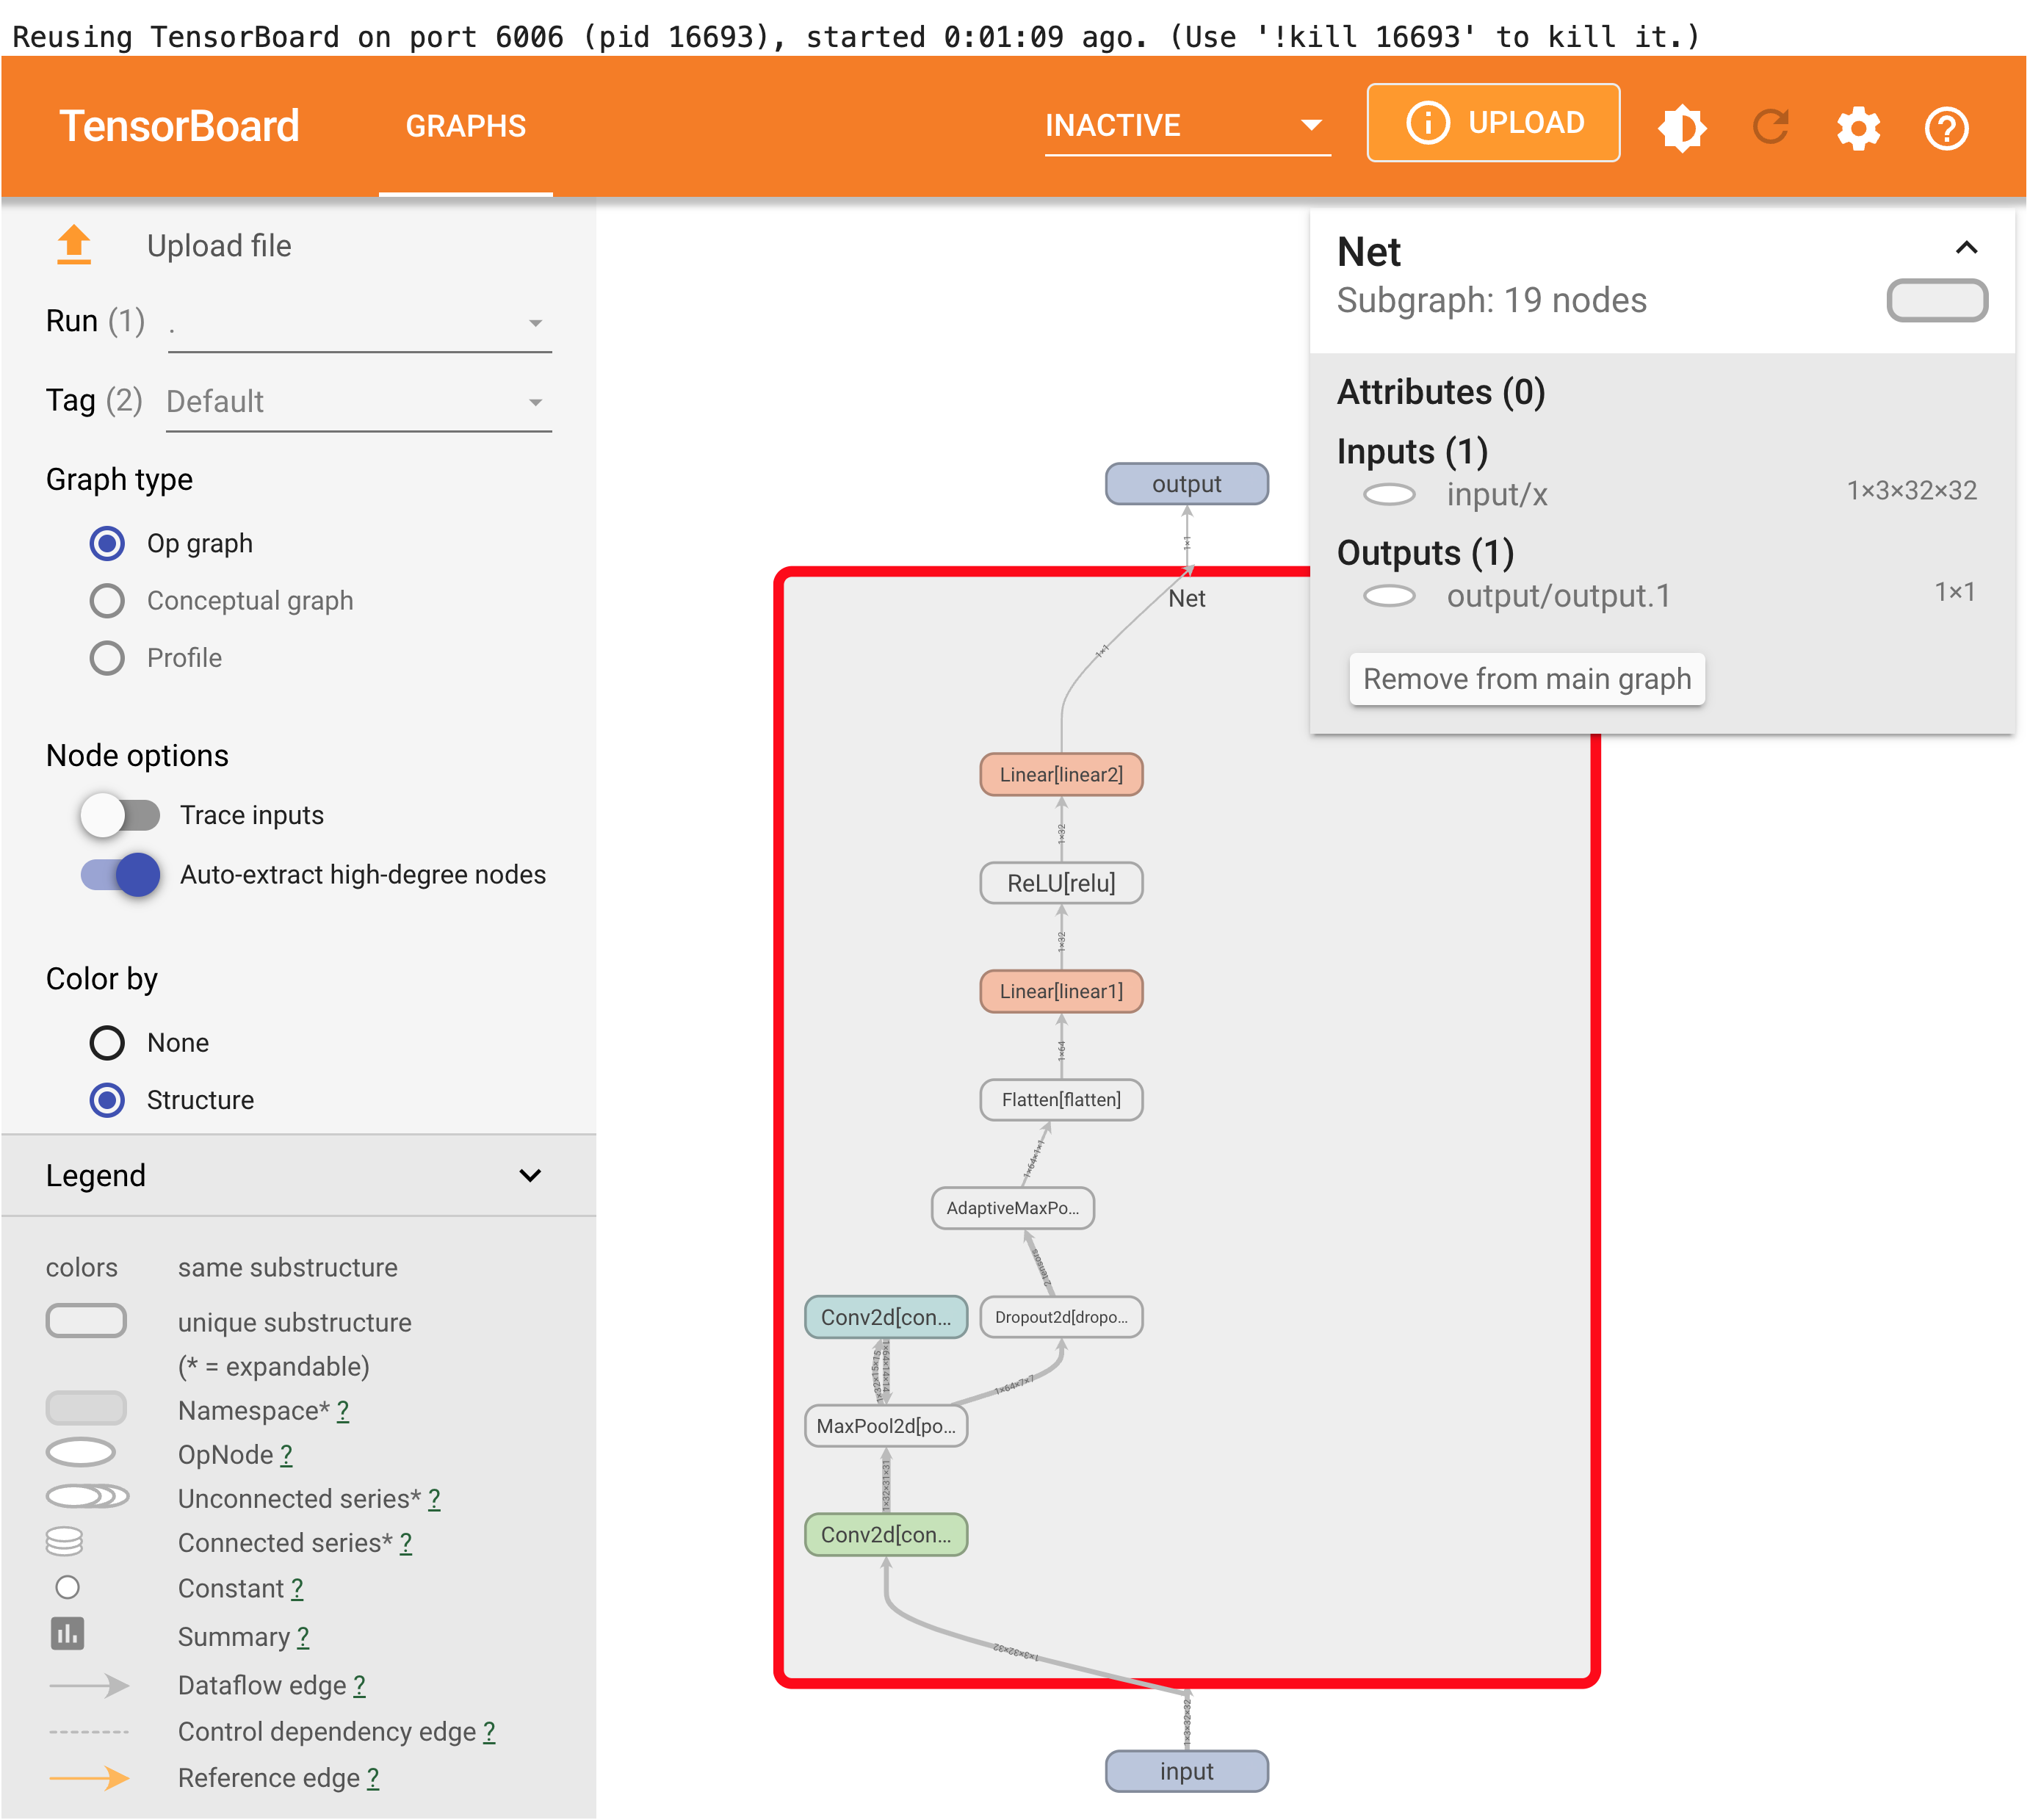 Reusing TensorBoard on port 6006 (pid 16693), started 0:01:09 ago. (Use '!kill 16693' to kill it.)
TensorBoard
GRAPHS
INACTIVE
UPLOAD
Upload file
Run (1) .
Tag (2) Default
Graph type
Op graph
Conceptual graph
Profile
Node options
Trace inputs
Auto-extract high-degree nodes
Color by
None
Structure
Legend
colors same substructure
unique substructure
(* = expandable)
Namespace* ?
OpNode ?
Unconnected series* ?
Connected series* ?
Constant ?
Summary ?
Dataflow edge ?
Control dependency edge ?
Reference edge ?
output
1×1
Net
1×1
Linear[linear2]
1×32
ReLU[relu]
1×32
Linear[linear1]
1×64
Flatten[flatten]
1×64×1×1
AdaptiveMaxPo...
2 tensors
Conv2d[con...
Dropout2d[dropo...
1×32×15×15
1×64×14×14
1×64×7×7
MaxPool2d[po...
1×32×31×31
Conv2d[con...
1×3×32×32
1×3×32×32
input
Net
Subgraph: 19 nodes
Attributes (0)
Inputs (1)
input/x 1×3×32×32
Outputs (1)
output/output.1 1×1
Remove from main graph